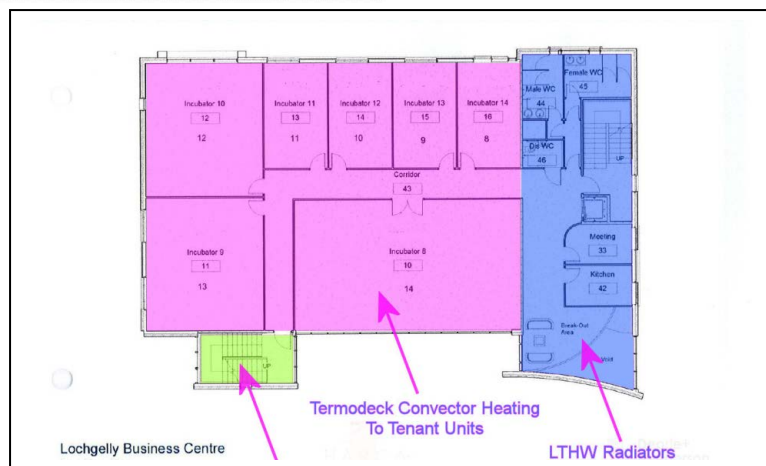 Incubator 10
12
12
Incubator 11
13
11
Incubator 12
14
10
Incubator 13
15
9
Incubator 14
16
8
Male WC
44
Female WC
45
Dis WC
46
UP
Corridor
43
Incubator 9
11
13
Incubator 8
10
14
Meeting
33
Kitchen
42
Break-Out
Area
UP
Termodeck Convector Heating
To Tenant Units
LTHW Radiators
Lochgelly Business Centre